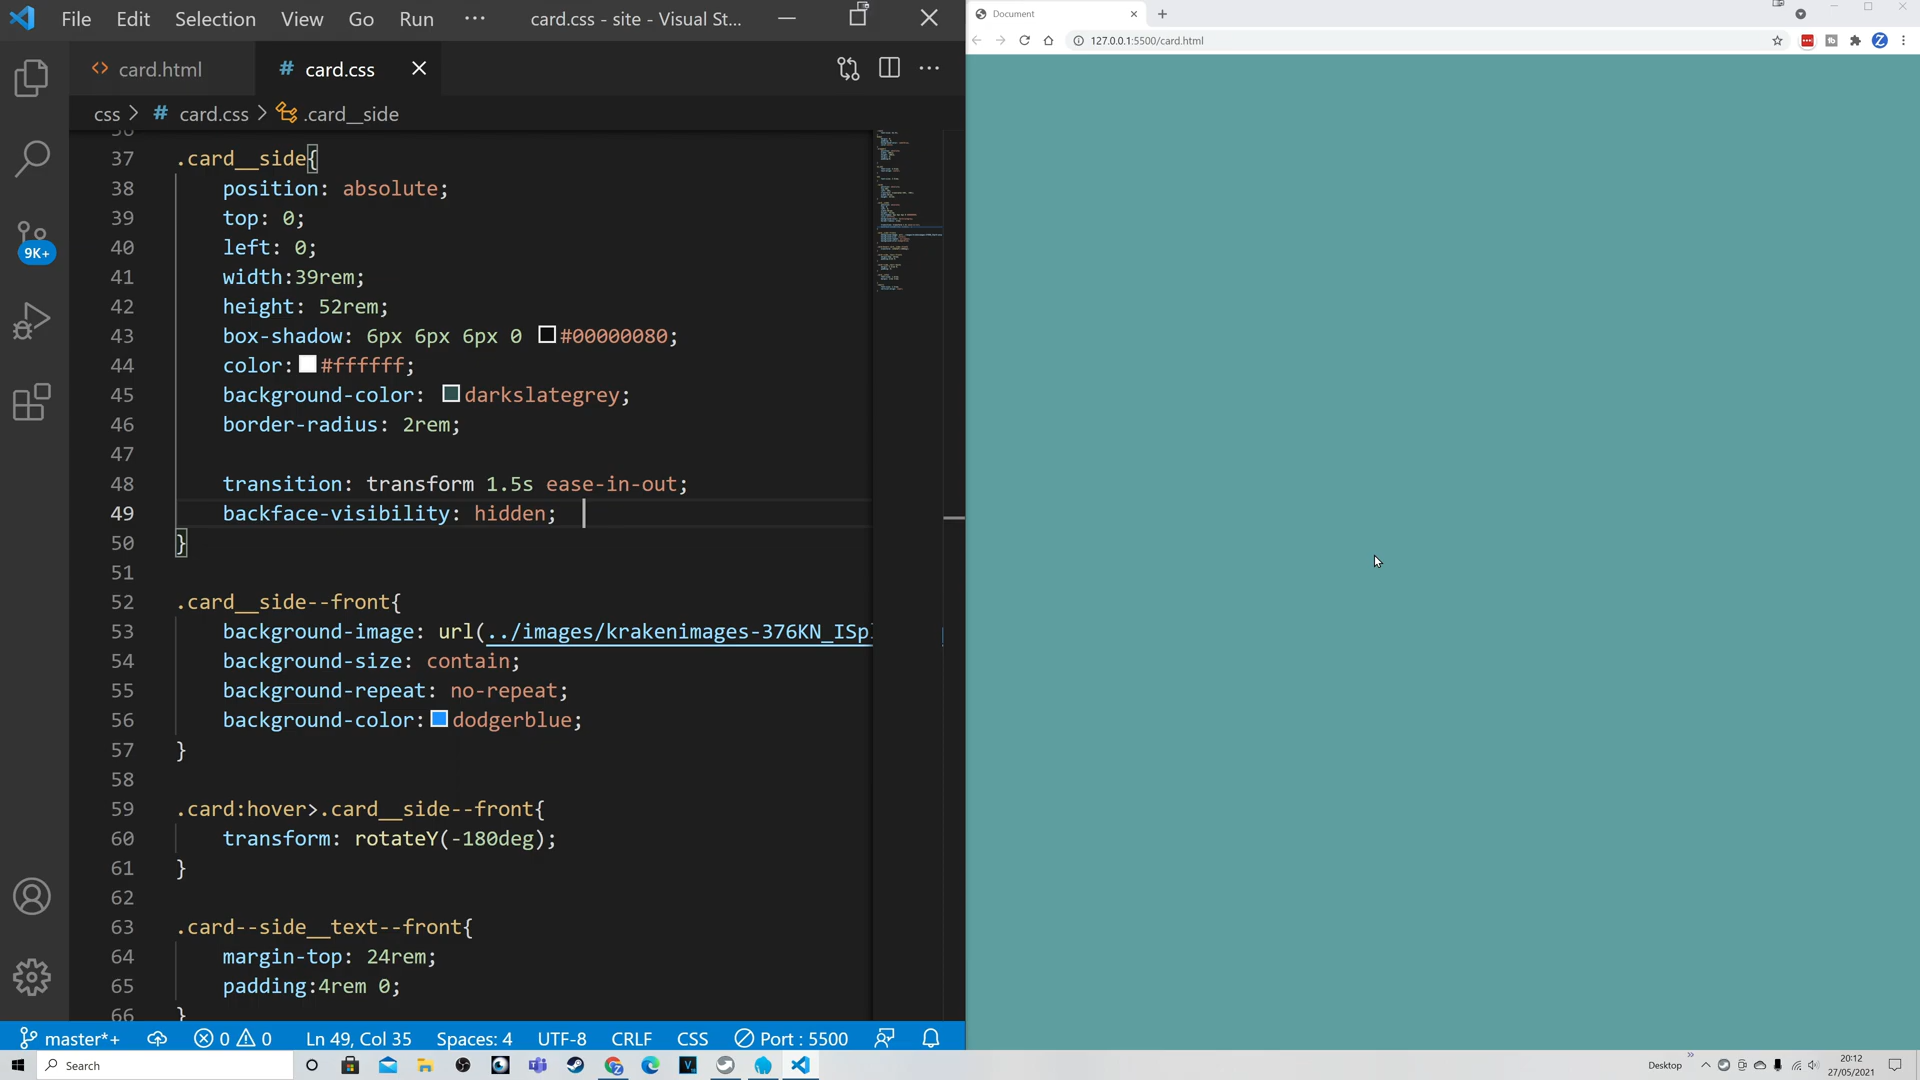 File Edit Selection View Go Run ··· card.css - site - Visual St...
card.html # card.css
css > # card.css > .card__side
36
37 .card__side{
38 position: absolute;
39 top: 0;
40 left: 0;
41 width:39rem;
42 height: 52rem;
43 box-shadow: 6px 6px 6px 0 #00000080;
44 color: #ffffff;
45 background-color: darkslategrey;
46 border-radius: 2rem;
47
48 transition: transform 1.5s ease-in-out;
49 backface-visibility: hidden;
50 }
51
52 .card__side--front{
53 background-image: url(../images/krakenimages-376KN_ISp
54 background-size: contain;
55 background-repeat: no-repeat;
56 background-color: dodgerblue;
57 }
58
59 .card:hover>.card__side--front{
60 transform: rotateY(-180deg);
61 }
62
63 .card--side__text--front{
64 margin-top: 24rem;
65 padding:4rem 0;
66 }
9K+
master*+ 0 0 Ln 49, Col 35 Spaces: 4 UTF-8 CRLF CSS Port : 5500
Document
127.0.0.1:5500/card.html
Search
Desktop
20:12
27/05/2021